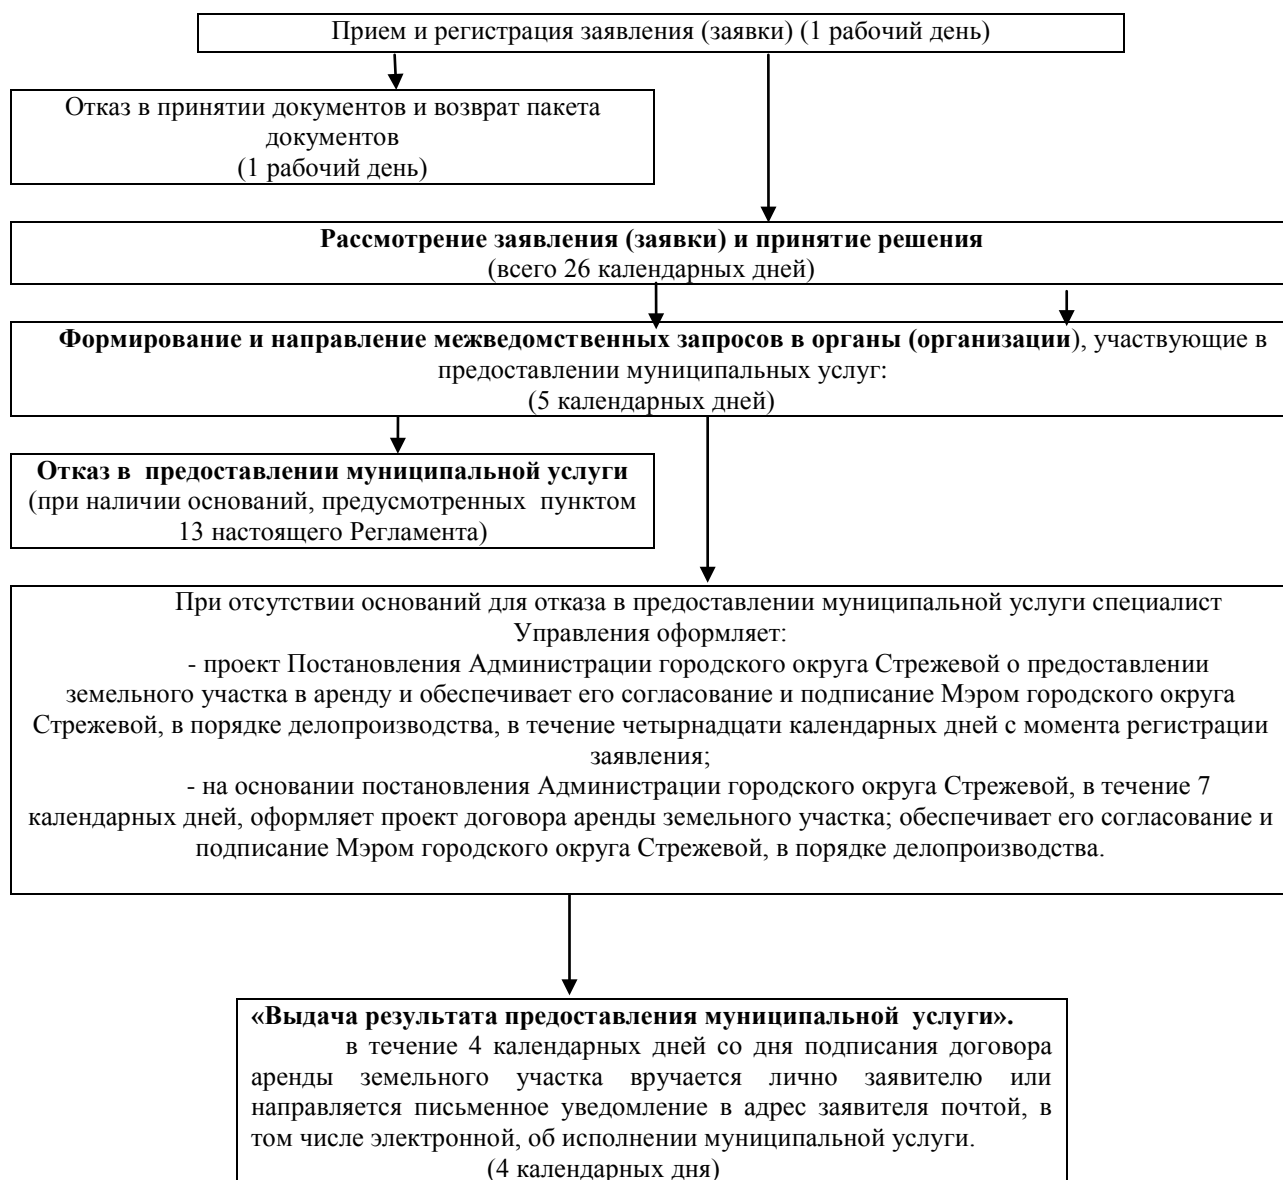 Прием и регистрация заявления (заявки) (1 рабочий день)
Отказ в принятии документов и возврат пакета
документов
(1 рабочий день)
Рассмотрение заявления (заявки) и принятие решения
(всего 26 календарных дней)
Формирование и направление межведомственных запросов в органы (организации), участвующие в
предоставлении муниципальных услуг:
(5 календарных дней)
Отказ в предоставлении муниципальной услуги
(при наличии оснований, предусмотренных пунктом
13 настоящего Регламента)
При отсутствии оснований для отказа в предоставлении муниципальной услуги специалист
Управления оформляет:
- проект Постановления Администрации городского округа Стрежевой о предоставлении
земельного участка в аренду и обеспечивает его согласование и подписание Мэром городского округа
Стрежевой, в порядке делопроизводства, в течение четырнадцати календарных дней с момента регистрации
заявления;
- на основании постановления Администрации городского округа Стрежевой, в течение 7
календарных дней, оформляет проект договора аренды земельного участка; обеспечивает его согласование и
подписание Мэром городского округа Стрежевой, в порядке делопроизводства.
«Выдача результата предоставления муниципальной услуги».
в течение 4 календарных дней со дня подписания договора
аренды земельного участка вручается лично заявителю или
направляется письменное уведомление в адрес заявителя почтой, в
том числе электронной, об исполнении муниципальной услуги.
(4 календарных дня)